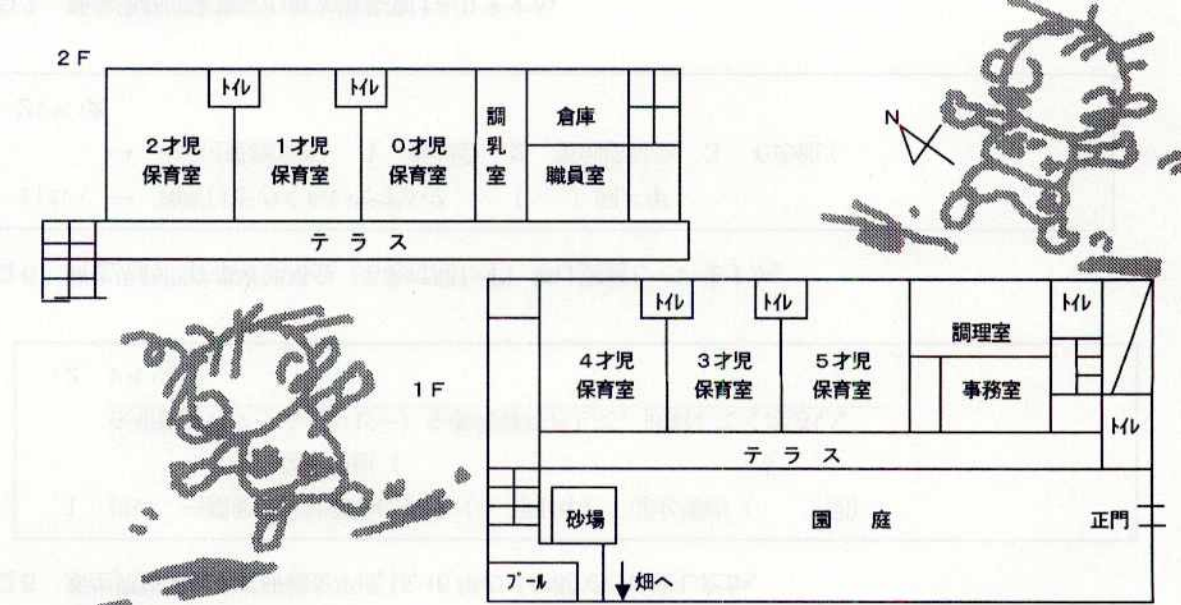 2F
トイレ
トイレ
2才児
保育室
1才児
保育室
0才児
保育室
調
乳
室
倉庫
職員室
テ ラ ス
N
1F
トイレ
トイレ
トイレ
4才児
保育室
3才児
保育室
5才児
保育室
調理室
事務室
トイレ
テ ラ ス
砂場
園 庭
正門
プール
畑へ